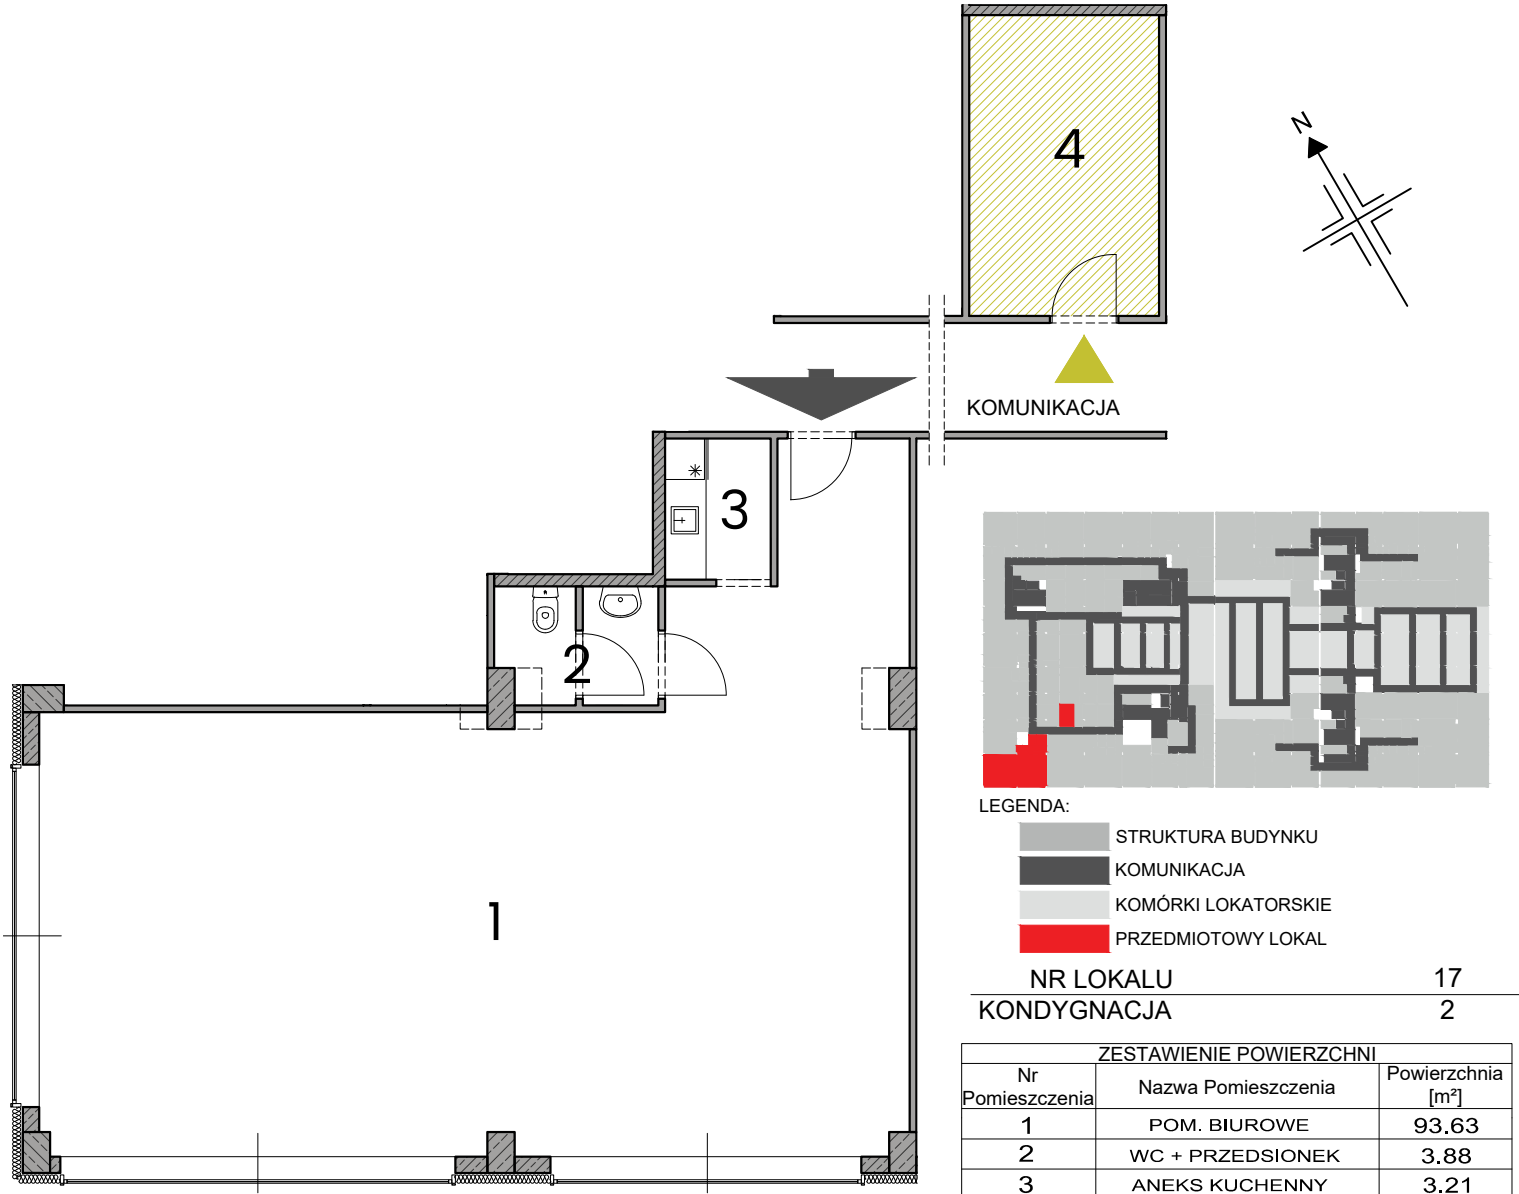 4
N
KOMUNIKACJA
3
2
1
LEGENDA:
STRUKTURA BUDYNKU
KOMUNIKACJA
KOMÓRKI LOKATORSKIE
PRZEDMIOTOWY LOKAL
NR LOKALU 17
KONDYGNACJA 2
ZESTAWIENIE POWIERZCHNI
Nr Pomieszczenia Nazwa Pomieszczenia Powierzchnia [m²]
1 POM. BIUROWE 93.63
2 WC + PRZEDSIONEK 3.88
3 ANEKS KUCHENNY 3.21